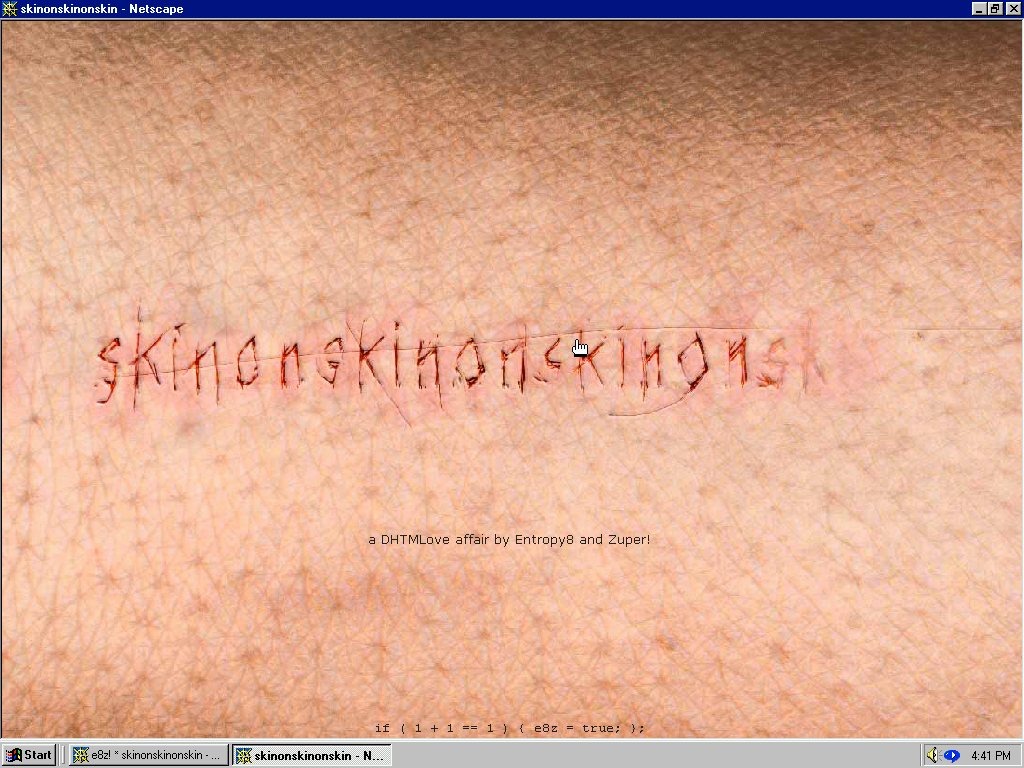 skinonskinonskin - Netscape
skinonskinonskinonsk
a DHTMLove affair by Entropy8 and Zuper!
if ( 1 + 1 == 1 ) { e8z = true; };
Start
e8z! * skinonskinonskin - ...
skinonskinonskin - N...
4:41 PM